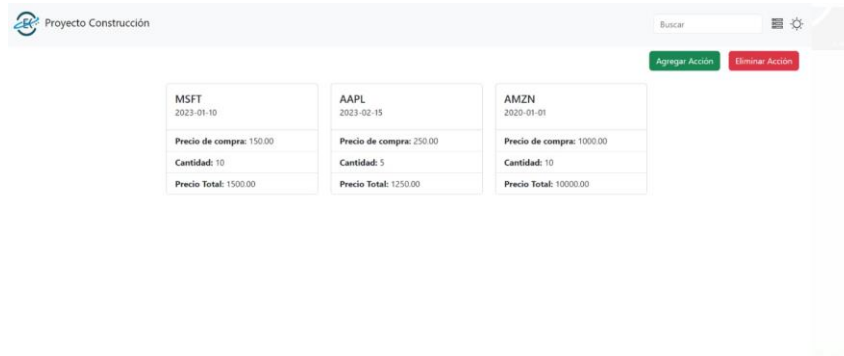 Proyecto Construcción
Buscar
Agregar Acción
Eliminar Acción
MSFT
2023-01-10
Precio de compra: 150.00
Cantidad: 10
Precio Total: 1500.00
AAPL
2023-02-15
Precio de compra: 250.00
Cantidad: 5
Precio Total: 1250.00
AMZN
2020-01-01
Precio de compra: 1000.00
Cantidad: 10
Precio Total: 10000.00